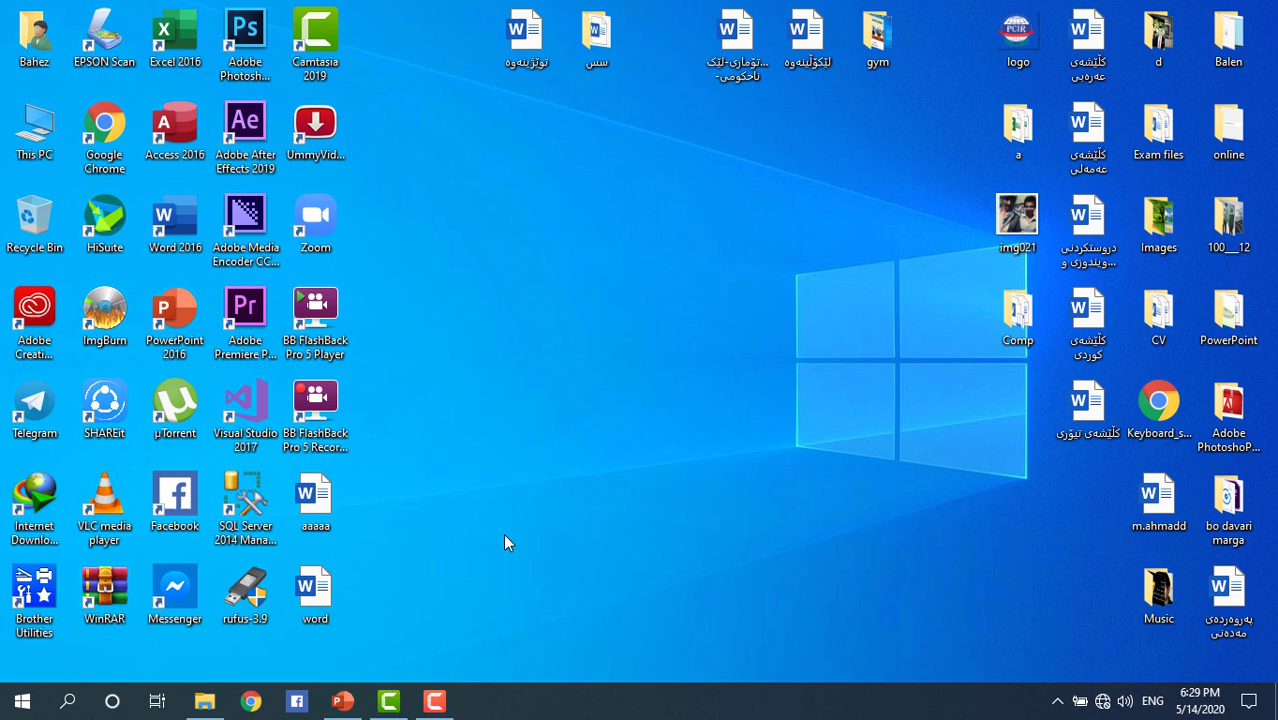 Bahez
EPSON Scan
Excel 2016
Adobe
Photosh...
Camtasia
2019
توێژینەوە
سس
تۆماری-لێک...
ناحکومی-
لێکۆڵینەوە
gym
logo
کڵێشەی
عەرەبی
d
Balen
This PC
Google
Chrome
Access 2016
Adobe After
Effects 2019
UmmyVid...
a
کڵێشەی
عەمەلی
Exam files
online
Recycle Bin
HiSuite
Word 2016
Adobe Media
Encoder CC...
Zoom
img021
دروستکردنی
ویندوزی و...
Images
100___12
Adobe
Creati...
ImgBurn
PowerPoint
2016
Adobe
Premiere P...
BB FlashBack
Pro 5 Player
Comp
کڵێشەی
کوردی
CV
PowerPoint
Telegram
SHAREit
µTorrent
Visual Studio
2017
BB FlashBack
Pro 5 Recor...
کڵێشەی تیۆری
Keyboard_s...
Adobe
PhotoshoP...
Internet
Downlo...
VLC media
player
Facebook
SQL Server
2014 Mana...
aaaaa
m.ahmadd
bo davari
marga
Brother
Utilities
WinRAR
Messenger
rufus-3.9
word
Music
پەروەردەی
مەدەنی
ENG
6:29 PM
5/14/2020